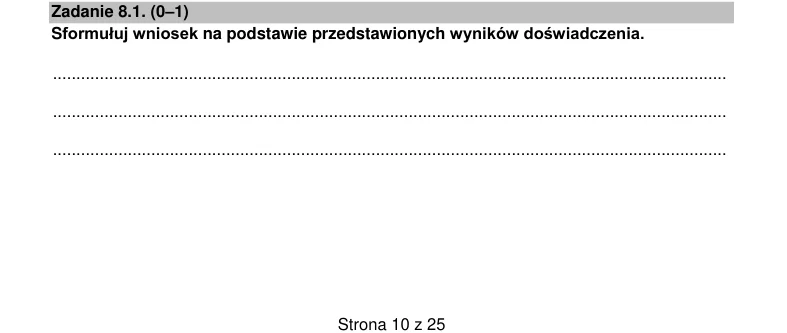 Zadanie 8.1. (0–1)
Sformułuj wniosek na podstawie przedstawionych wyników doświadczenia.
....................................................................................................................................................
....................................................................................................................................................
....................................................................................................................................................
Strona 10 z 25